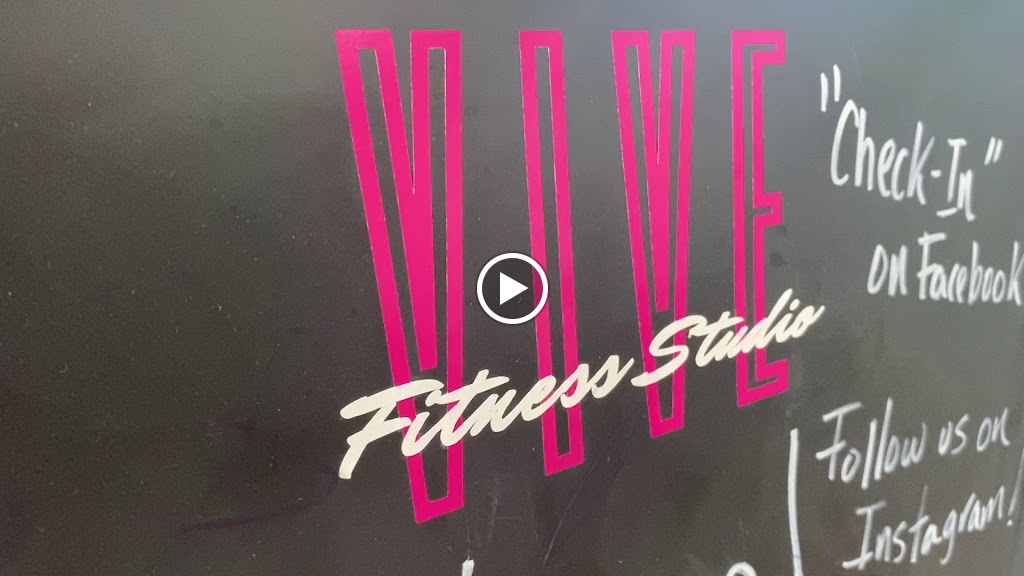 VIVE
Fitness Studio
"Check-In"
on Facebook
Follow us on
Instagram!